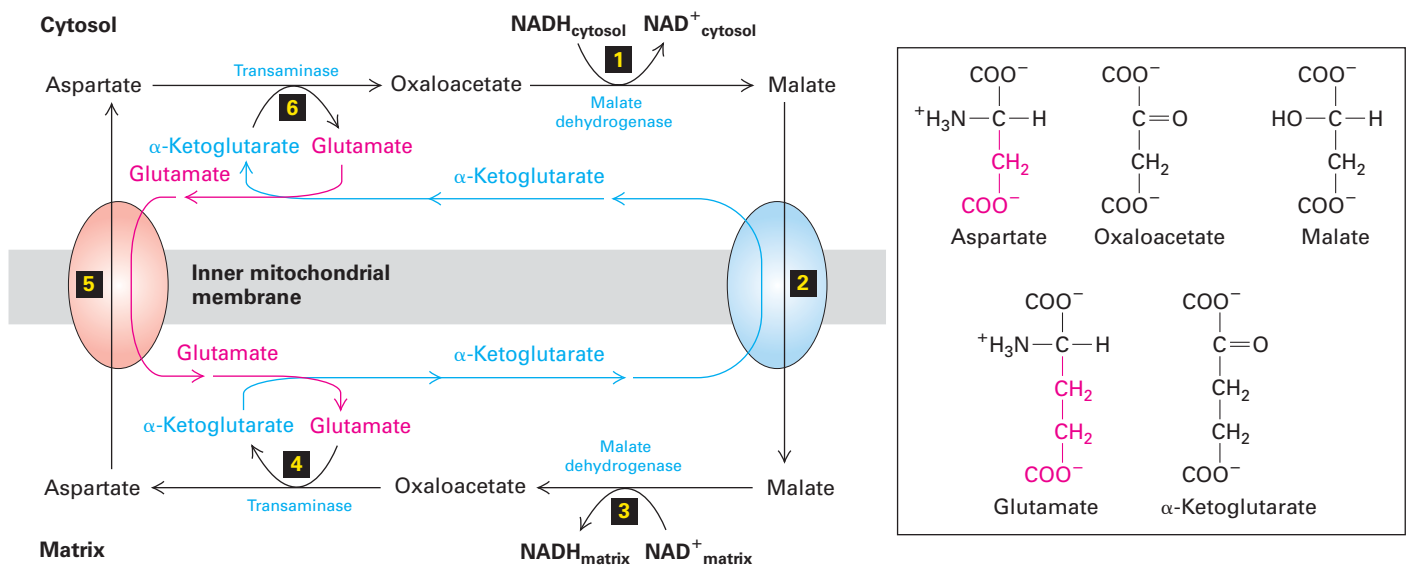 Cytosol
NADHcytosol NAD+cytosol
1
Aspartate
Transaminase
Oxaloacetate
Malate dehydrogenase
Malate
6
α-Ketoglutarate Glutamate
Glutamate
α-Ketoglutarate
5
Inner mitochondrial
membrane
2
Glutamate
α-Ketoglutarate
α-Ketoglutarate Glutamate
4
Aspartate
Transaminase
Oxaloacetate
Malate
dehydrogenase
Malate
3
NADHmatrix NAD+matrix
Matrix
COO−
+H3N—C—H
CH2
COO−
Aspartate
COO−
C=O
CH2
COO−
Oxaloacetate
COO−
HO—C—H
CH2
COO−
Malate
COO−
+H3N—C—H
CH2
CH2
COO−
Glutamate
COO−
C=O
CH2
CH2
COO−
α-Ketoglutarate